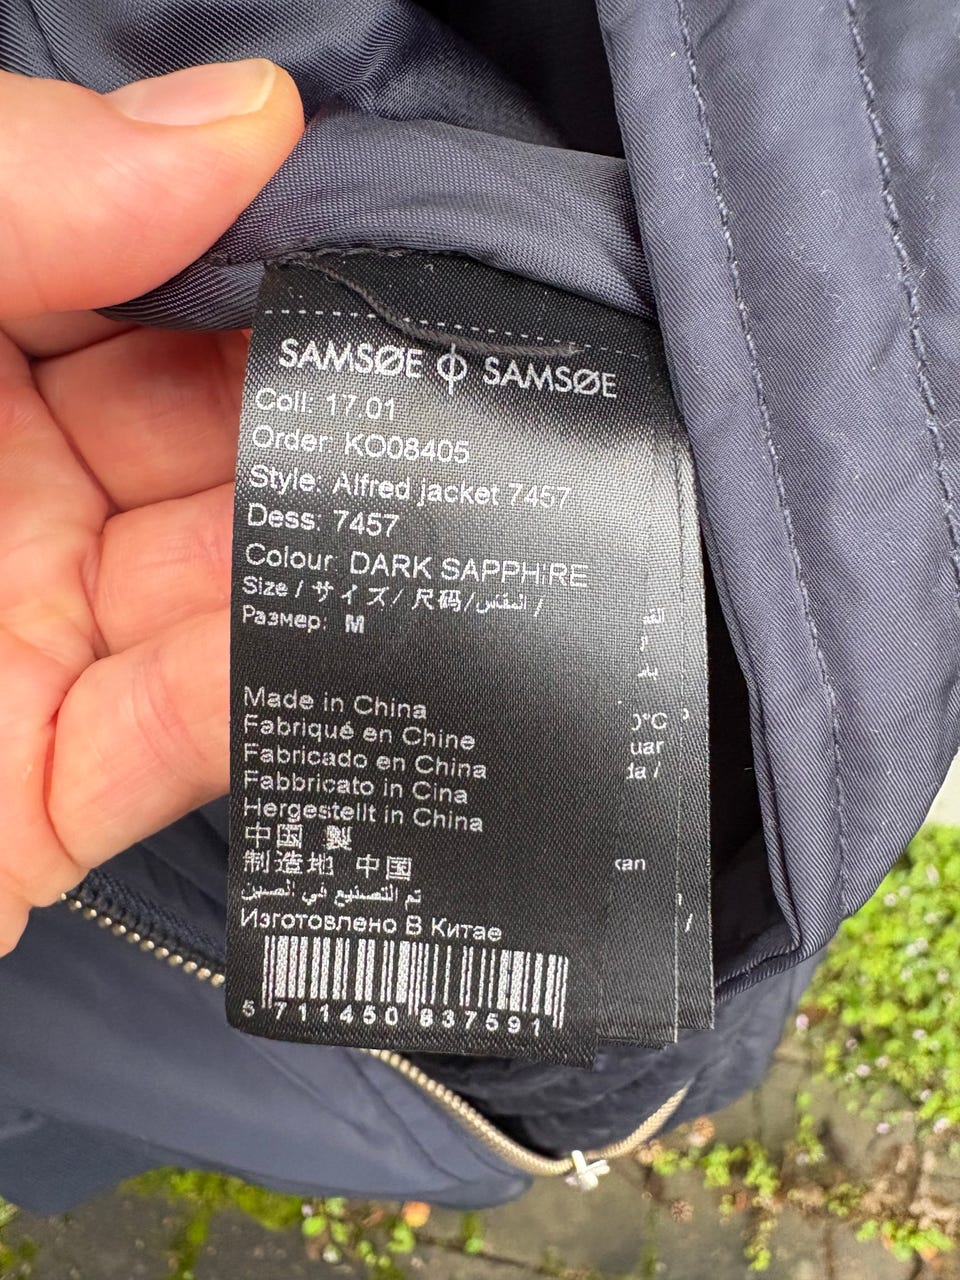 SAMSØE ϕ SAMSØE
Coll: 17.01
Order: KO08405
Style: Alfred jacket 7457
Dess: 7457
Colour: DARK SAPPHIRE
Size / サイズ / 尺码 / المقاس /
Размер: M
Made in China
Fabriqué en Chine
Fabricado en China
Fabbricato in Cina
Hergestellt in China
中国 製
制造地 中国
تم التصنيع في الصين
Изготовлено В Китае
5 711450 837591